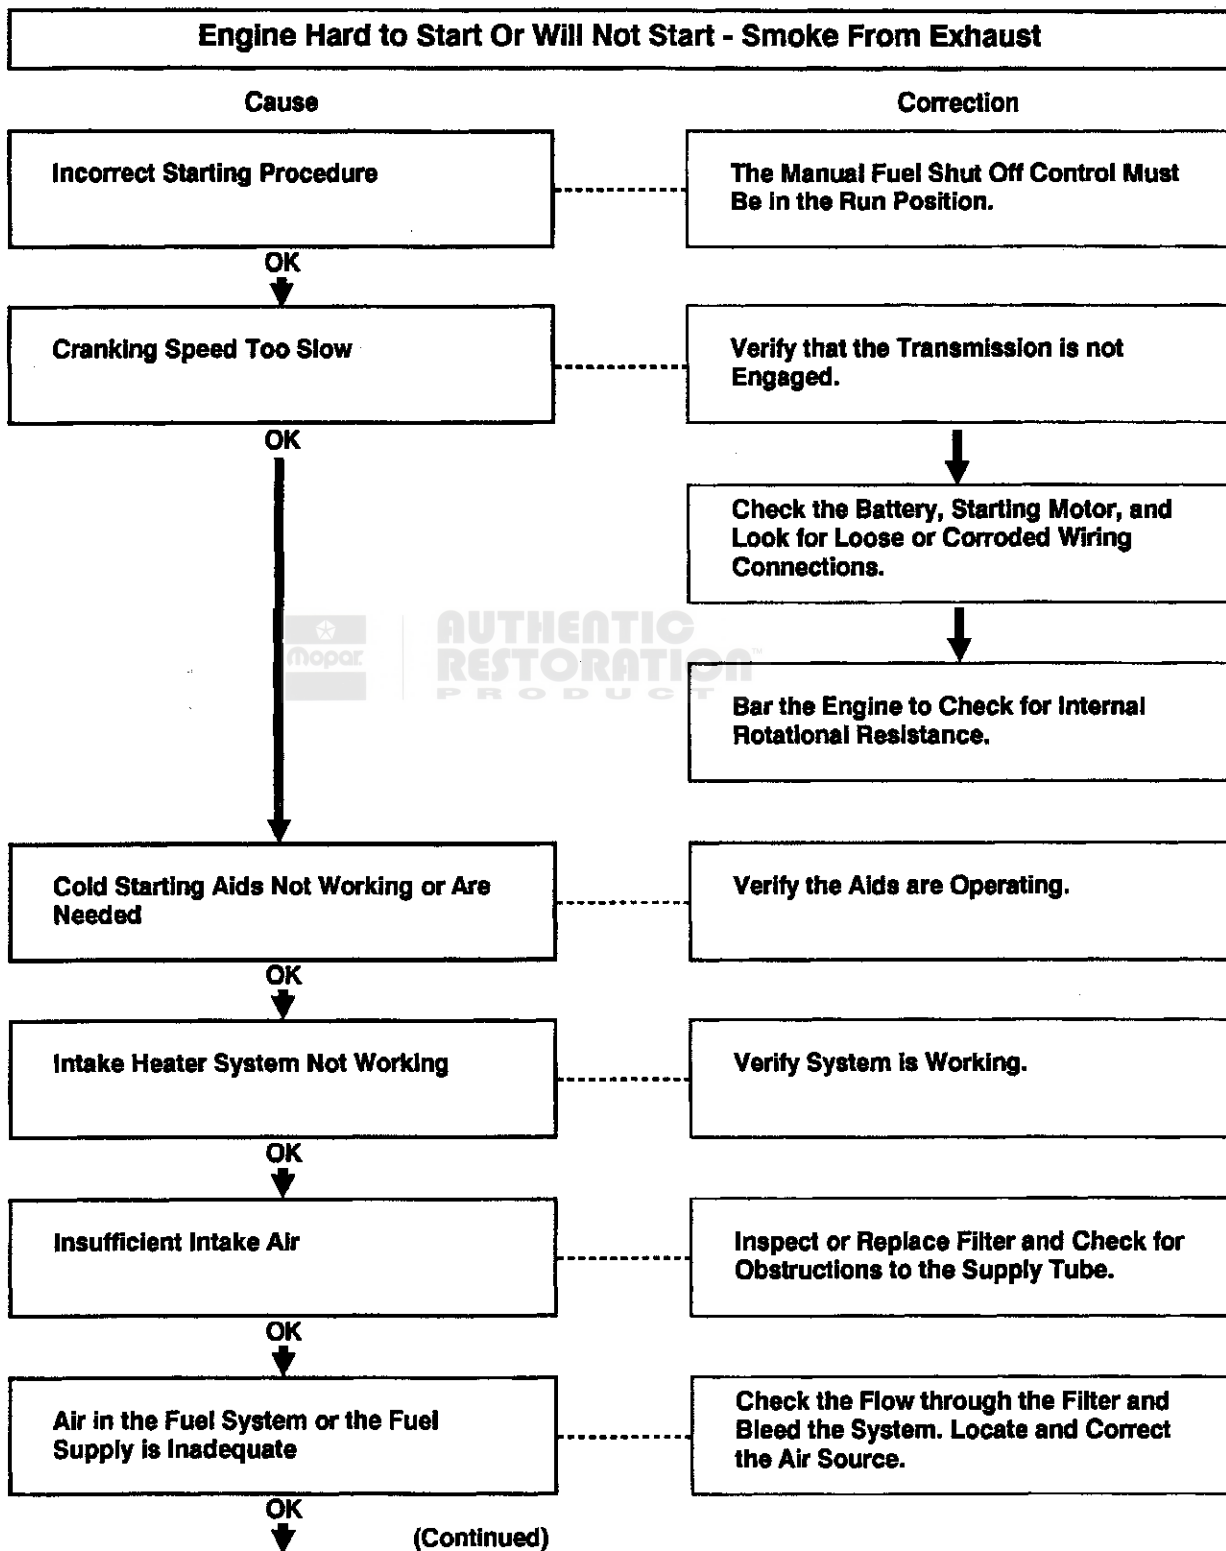 Engine Hard to Start Or Will Not Start - Smoke From Exhaust
Cause
Correction
Incorrect Starting Procedure
The Manual Fuel Shut Off Control Must
Be in the Run Position.
OK
Cranking Speed Too Slow
Verify that the Transmission is not
Engaged.
OK
Check the Battery, Starting Motor, and
Look for Loose or Corroded Wiring
Connections.
Mopar
AUTHENTIC
RESTORATION™
PRODUCT
Bar the Engine to Check for Internal
Rotational Resistance.
Cold Starting Aids Not Working or Are
Needed
Verify the Aids are Operating.
OK
Intake Heater System Not Working
Verify System is Working.
OK
Insufficient Intake Air
Inspect or Replace Filter and Check for
Obstructions to the Supply Tube.
OK
Air in the Fuel System or the Fuel
Supply is Inadequate
Check the Flow through the Filter and
Bleed the System. Locate and Correct
the Air Source.
OK
(Continued)